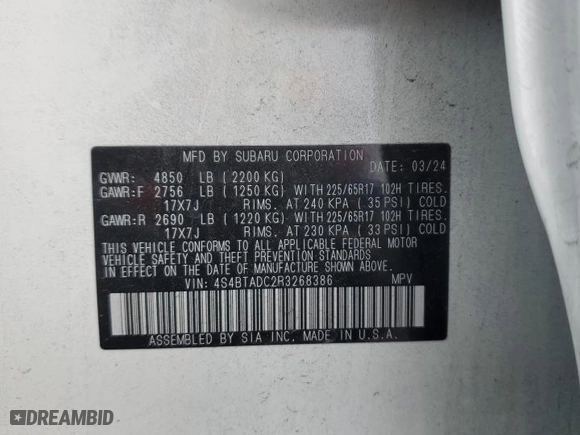 MFD BY SUBARU CORPORATION
DATE: 03/24
GVWR: 4850 LB ( 2200 KG)
GAWR:F 2756 LB ( 1250 KG) WITH 225/65R17 102H TIRES.
17X7J RIMS. AT 240 KPA ( 35 PSI) COLD
GAWR:R 2690 LB ( 1220 KG) WITH 225/65R17 102H TIRES.
17X7J RIMS. AT 230 KPA ( 33 PSI) COLD
THIS VEHICLE CONFORMS TO ALL APPLICABLE FEDERAL MOTOR
VEHICLE SAFETY AND THEFT PREVENTION STANDARDS IN
EFFECT ON THE DATE OF MANUFACTURE SHOWN ABOVE.
VIN: 4S4BTADC2R3268386 MPV
ASSEMBLED BY SIA INC. MADE IN U.S.A.
DREAMBID